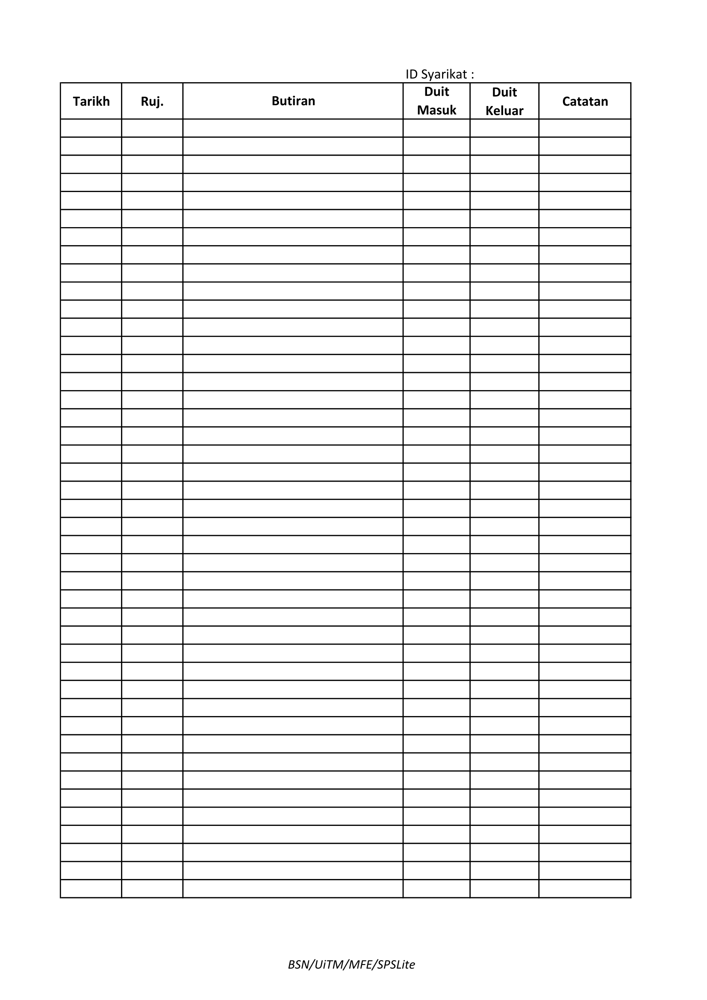 ID Syarikat :
Tarikh Ruj. Butiran Duit Masuk Duit Keluar Catatan
BSN/UiTM/MFE/SPSLite